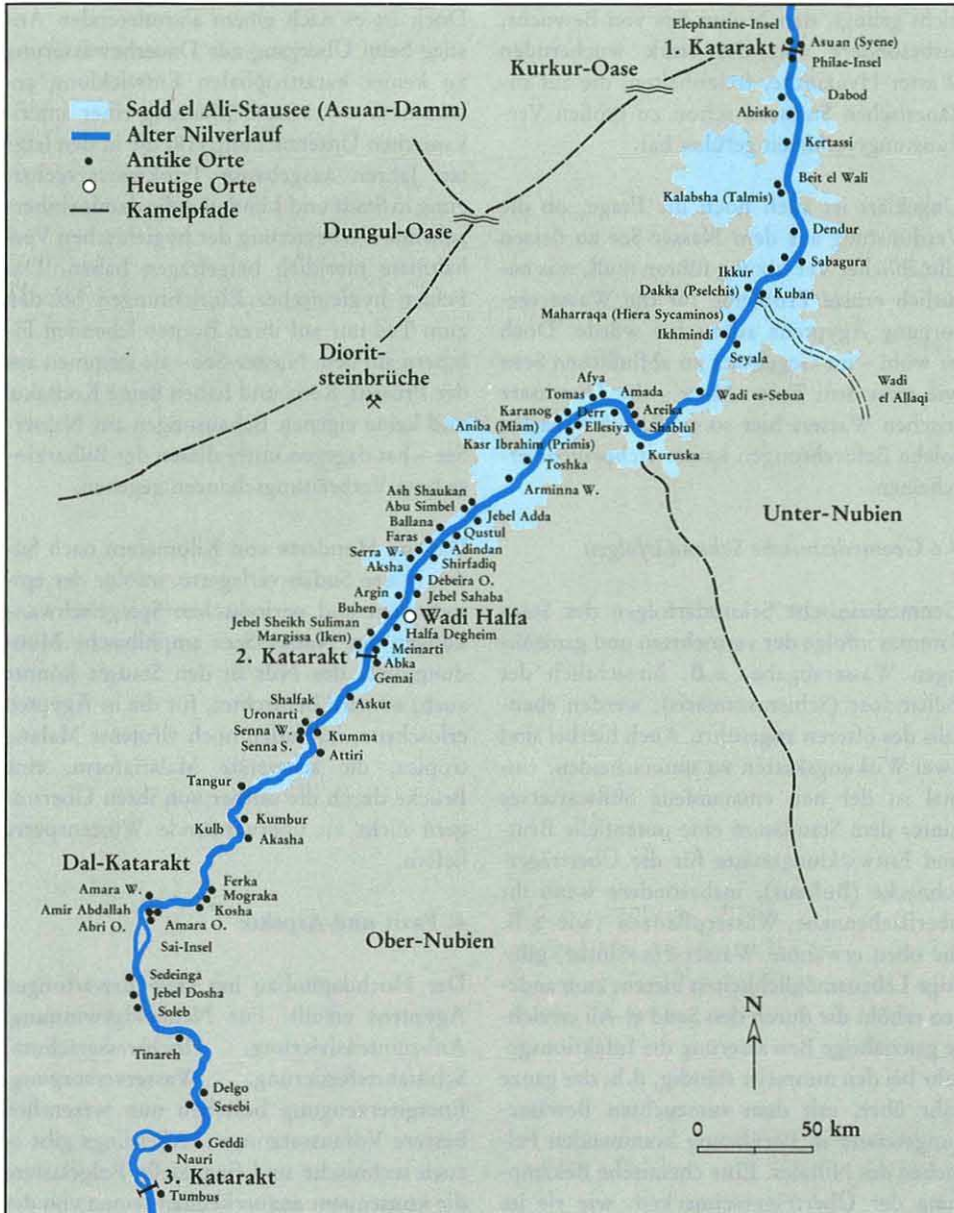 Elephantine-Insel
1. Katarakt
Asuan (Syene)
Philae-Insel
Kurkur-Oase
Dabod
Abisko
Kertassi
Sadd el Ali-Stausee (Asuan-Damm)
Alter Nilverlauf
Antike Orte
Heutige Orte
Kamelpfade
Beit el Wali
Kalabsha (Talmis)
Dungul-Oase
Dendur
Sabagura
Ikkur
Dakka (Pselchis)
Kuban
Maharraqa (Hiera Sycaminos)
Ikhmindi
Seyala
Wadi
el Allaqi
Diorit-
steinbrüche
Wadi es-Sebua
Afya
Tomas
Amada
Karanog
Derr
Areika
Aniba (Miam)
Ellesiya
Shablul
Kasr Ibrahim (Primis)
Kuruska
Toshka
Arminna W.
Unter-Nubien
Ash Shaukan
Abu Simbel
Jebel Adda
Ballana
Qustul
Faras
Adindan
Serra W.
Shirfadiq
Aksha
Debeira O.
Argin
Jebel Sahaba
Buhen
Wadi Halfa
Jebel Sheikh Suliman
Halfa Degheim
Margissa (Iken)
Meinarti
2. Katarakt
Abka
Gemai
Shalfak
Askut
Uronarti
Senna W.
Kumma
Senna S.
Attiri
Tangur
Kumbur
Kulb
Akasha
Dal-Katarakt
Ferka
Amara W.
Mograka
Amir Abdallah
Kosha
Abri O.
Amara O.
Sai-Insel
Ober-Nubien
Sedeinga
Jebel Dosha
Soleb
Tinareh
N
Delgo
Sesebi
Geddi
Nauri
0 50 km
3. Katarakt
Tumbus